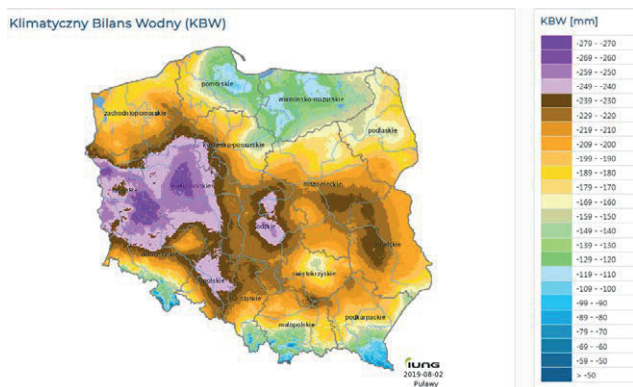 Klimatyczny Bilans Wodny (KBW)
pomorskie
warmińsko-mazurskie
zachodniopomorskie
podlaskie
kujawsko-pomorskie
mazowieckie
łódzkie
lubelskie
dolnośląskie
świętokrzyskie
opolskie
śląskie
podkarpackie
małopolskie
iung
2019-08-02
Puławy
KBW [mm]
-279 - -270
-269 - -260
-259 - -250
-249 - -240
-239 - -230
-229 - -220
-219 - -210
-209 - -200
-199 - -190
-189 - -180
-179 - -170
-169 - -160
-159 - -150
-149 - -140
-139 - -130
-129 - -120
-119 - -110
-109 - -100
-99 - -90
-89 - -80
-79 - -70
-69 - -60
-59 - -50
> -50